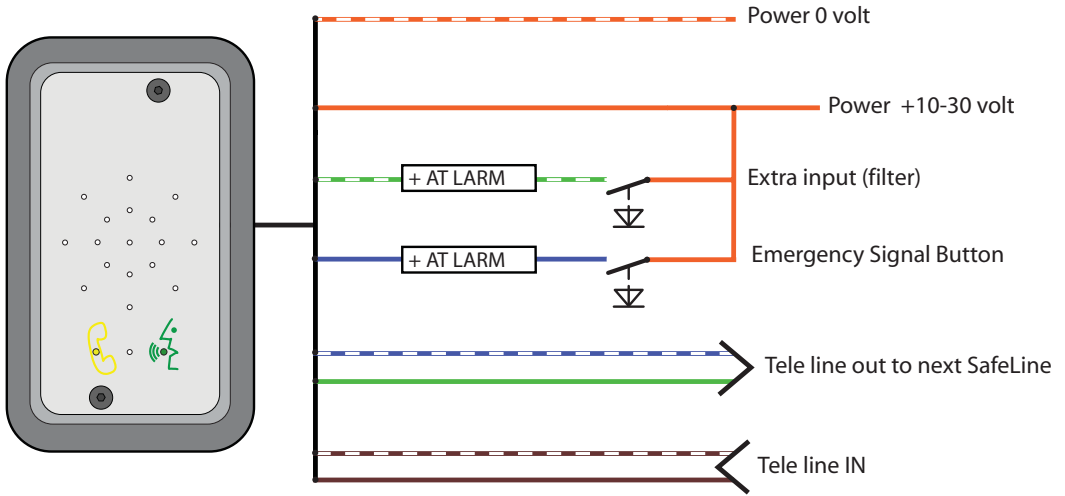 Power 0 volt
Power +10-30 volt
+ AT LARM
Extra input (filter)
+ AT LARM
Emergency Signal Button
Tele line out to next SafeLine
Tele line IN